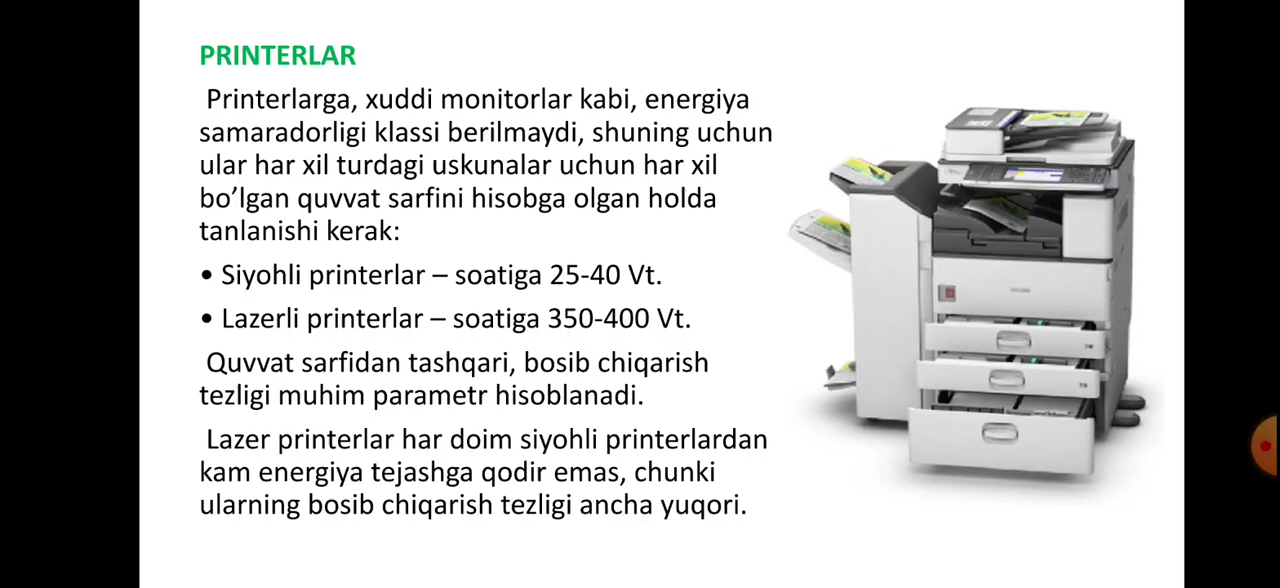 PRINTERLAR
Printerlarga, xuddi monitorlar kabi, energiya
samaradorligi klassi berilmaydi, shuning uchun
ular har xil turdagi uskunalar uchun har xil
bo’lgan quvvat sarfini hisobga olgan holda
tanlanishi kerak:
• Siyohli printerlar – soatiga 25-40 Vt.
• Lazerli printerlar – soatiga 350-400 Vt.
Quvvat sarfidan tashqari, bosib chiqarish
tezligi muhim parametr hisoblanadi.
Lazer printerlar har doim siyohli printerlardan
kam energiya tejashga qodir emas, chunki
ularning bosib chiqarish tezligi ancha yuqori.